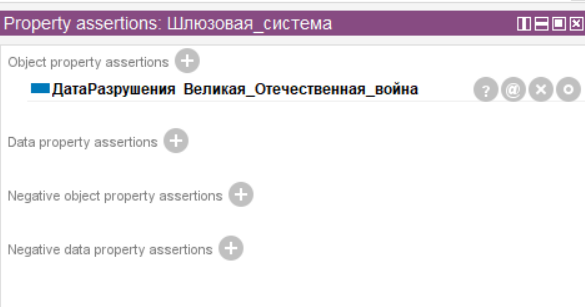 Property assertions: Шлюзовая_система
Object property assertions
ДатаРазрушения Великая_Отечественная_война
Data property assertions
Negative object property assertions
Negative data property assertions